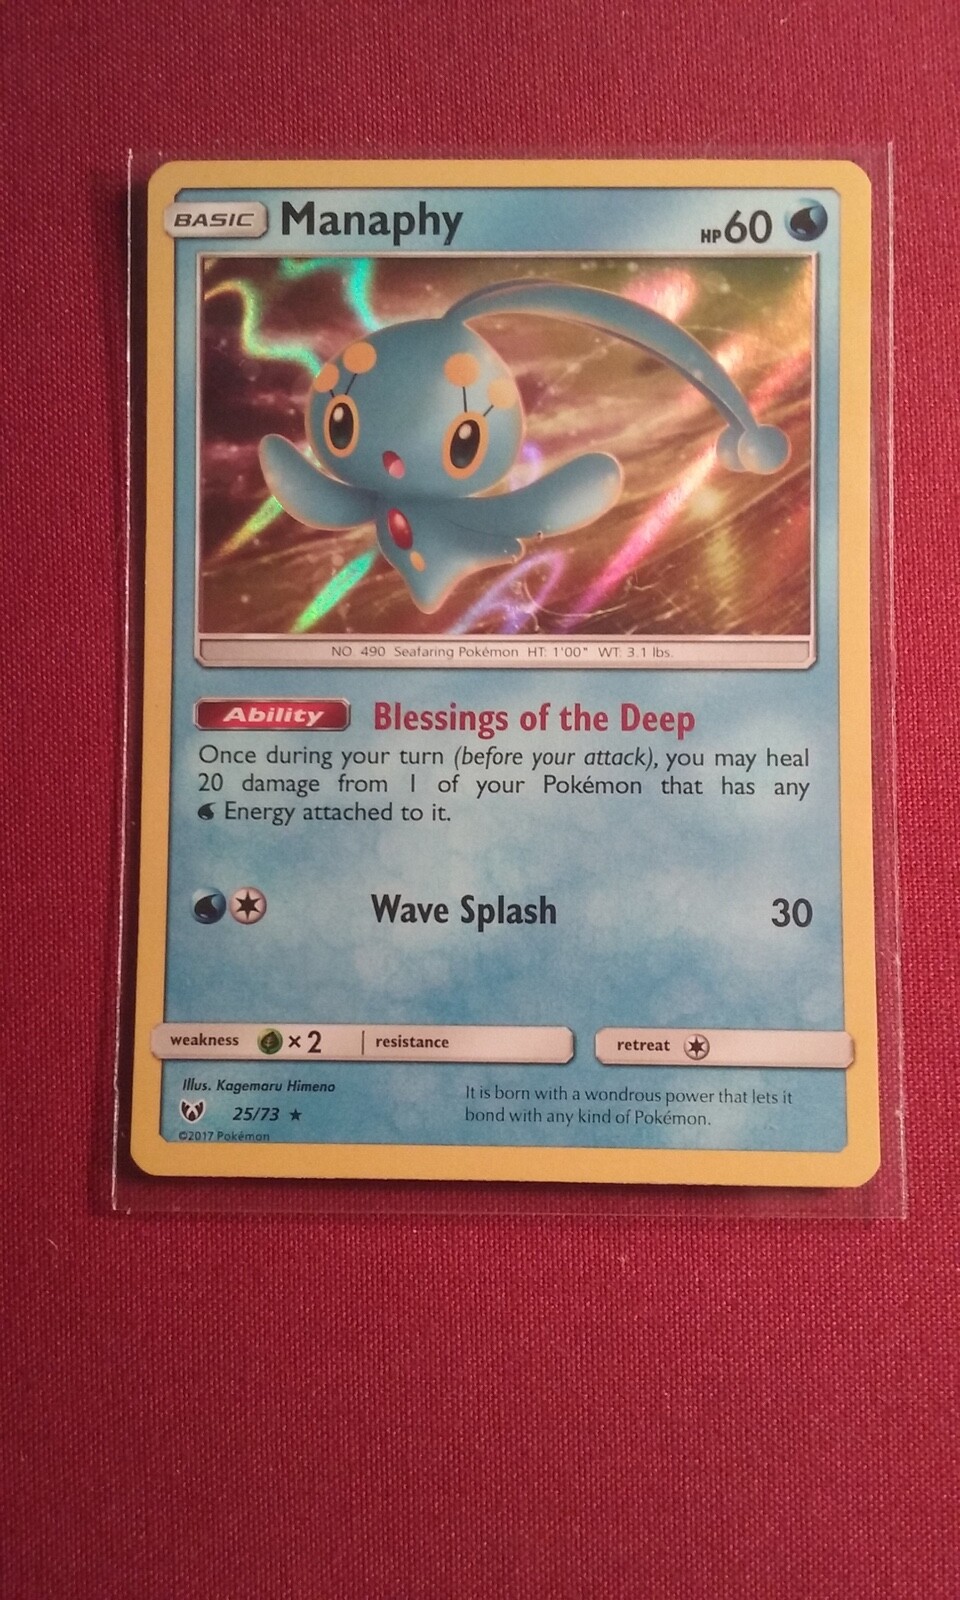 BASIC Manaphy HP60
NO. 490 Seafaring Pokémon HT: 1'00" WT: 3.1 lbs.
Ability Blessings of the Deep
Once during your turn (before your attack), you may heal
20 damage from 1 of your Pokémon that has any
Energy attached to it.
Wave Splash 30
weakness ×2 resistance retreat
Illus. Kagemaru Himeno
25/73 ★
©2017 Pokémon
It is born with a wondrous power that lets it
bond with any kind of Pokémon.